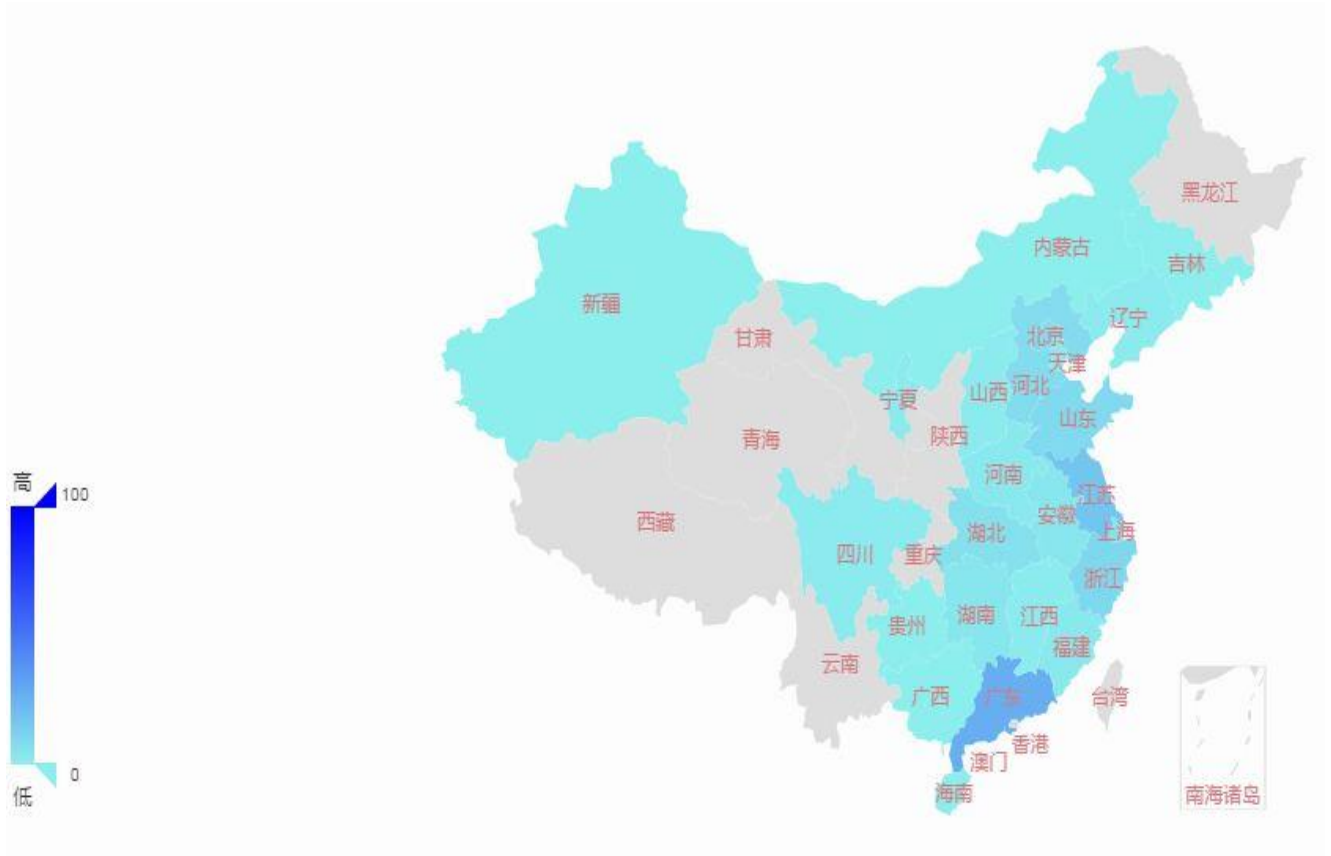 黑龙江
内蒙古
吉林
新疆
辽宁
北京
甘肃
天津
河北
山西
宁夏
山东
陕西
青海
河南
高
100
江苏
安徽
西藏
上海
湖北
四川
重庆
浙江
湖南
江西
贵州
福建
云南
广西
广东
台湾
香港
澳门
0
低
海南
南海诸岛